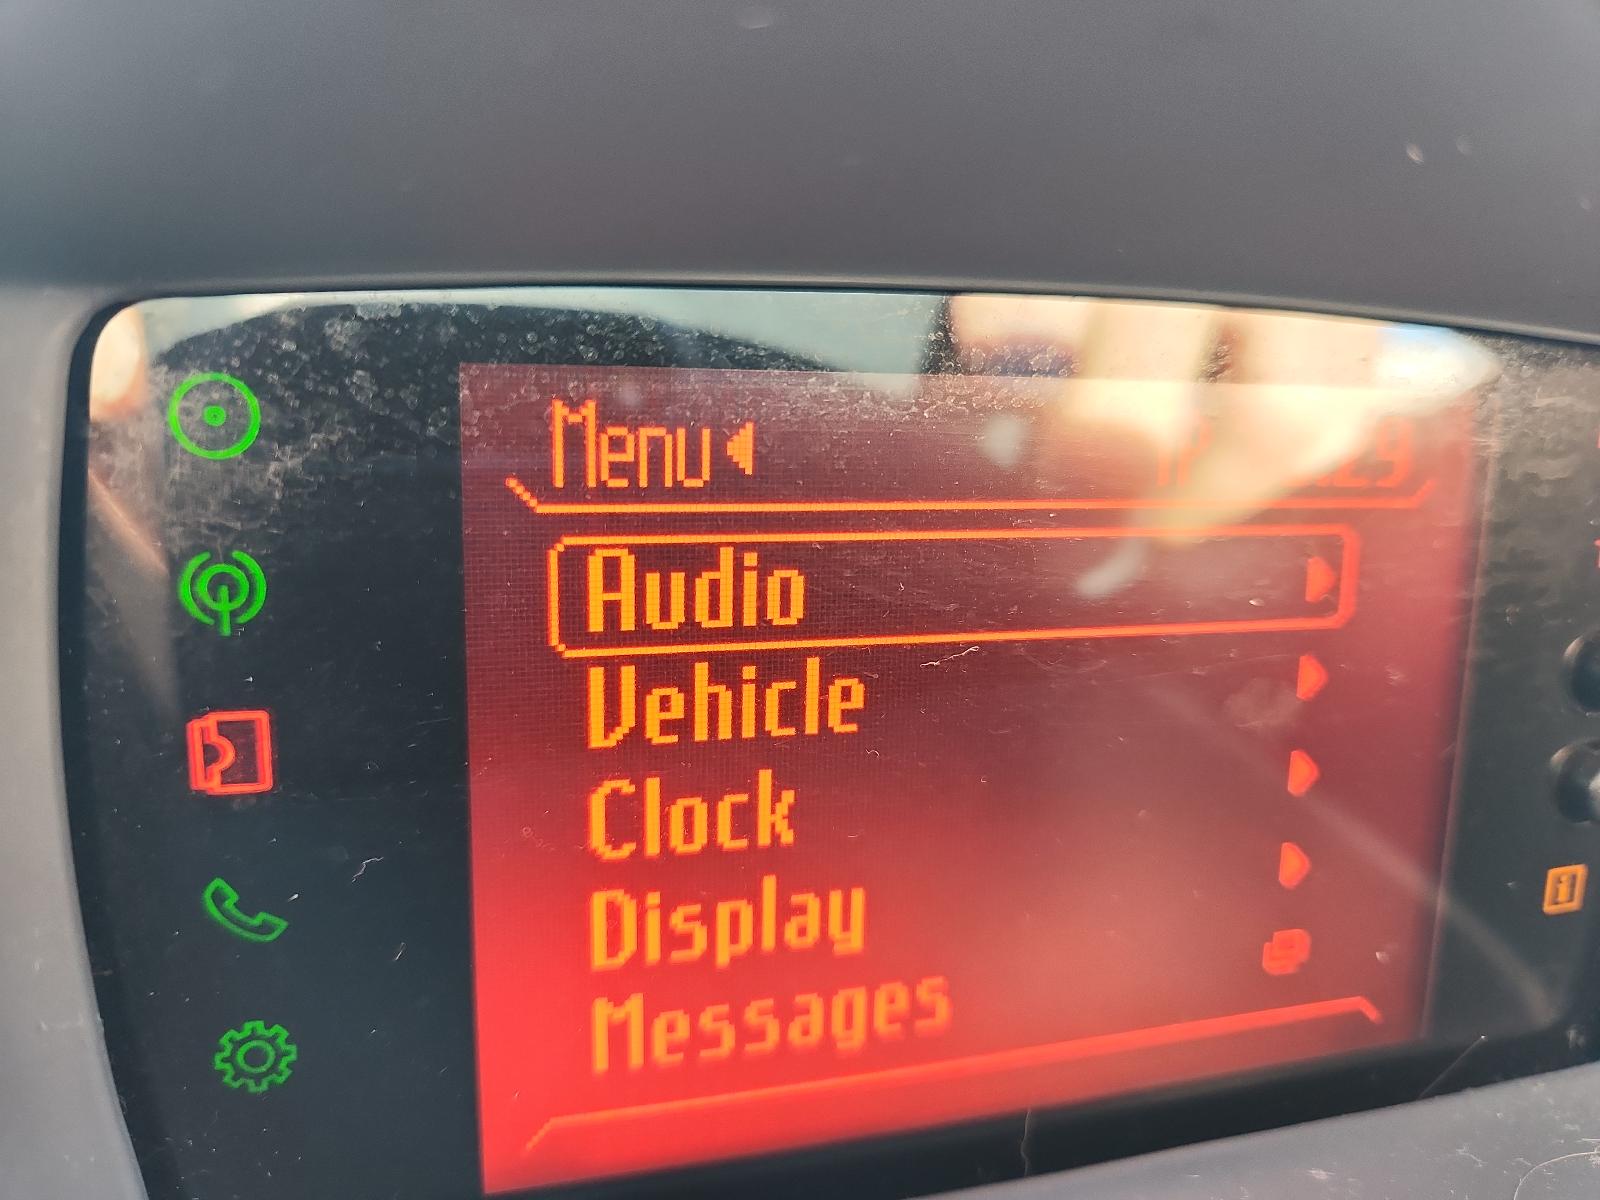 Menu
Audio
Vehicle
Clock
Display
Messages